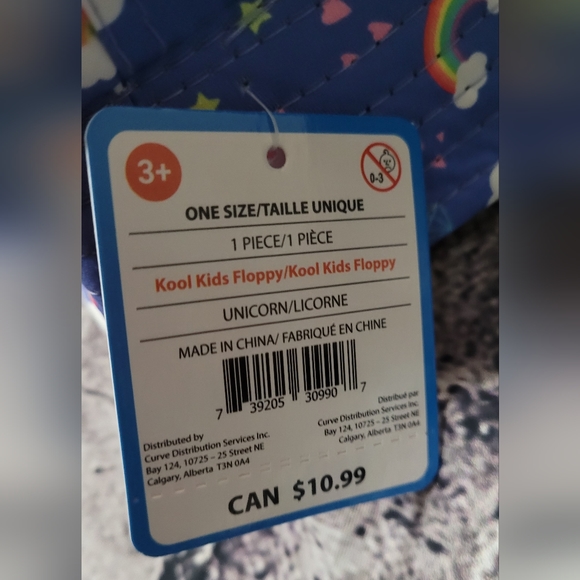 3+
0-3
ONE SIZE/TAILLE UNIQUE
1 PIECE/1 PIÈCE
Kool Kids Floppy/Kool Kids Floppy
UNICORN/LICORNE
MADE IN CHINA/ FABRIQUÉ EN CHINE
7 39205 30990 7
Distributed by
Curve Distribution Services Inc.
Bay 124, 10725 – 25 Street NE
Calgary, Alberta T3N 0A4
Distribué par
Curve Distribution Services Inc.
Bay 124, 10725 – 25 Street NE
Calgary, Alberta T3N 0A4
CAN $10.99